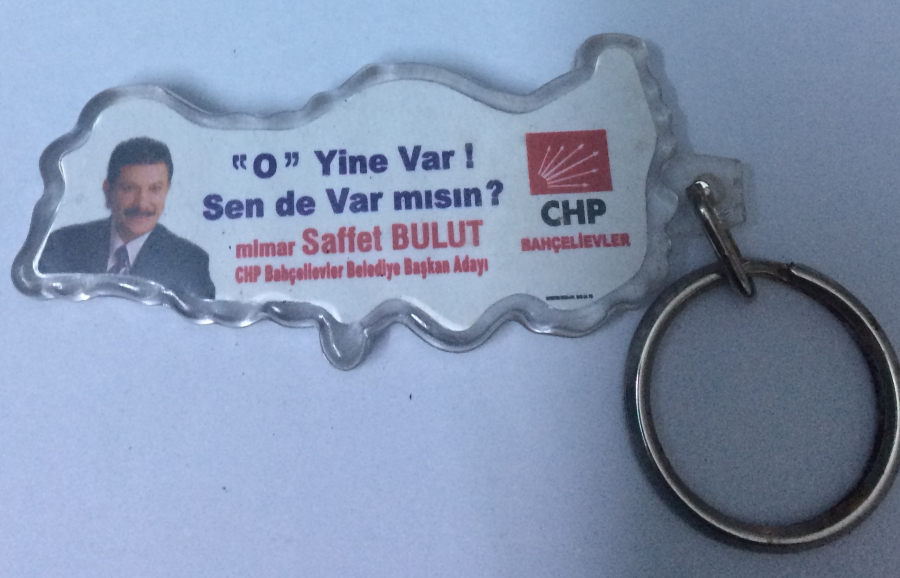 “O” Yine Var !
Sen de Var mısın?
mimar Saffet BULUT
CHP Bahçelievler Belediye Başkan Adayı
CHP
BAHÇELİEVLER